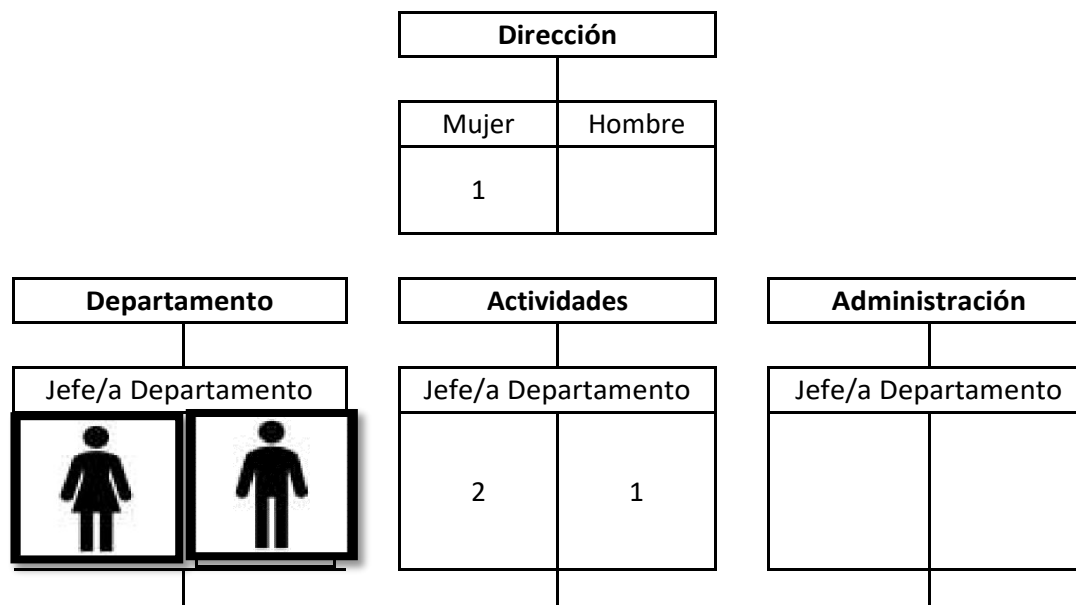 Dirección
Mujer Hombre
1
Departamento Actividades Administración
Jefe/a Departamento Jefe/a Departamento Jefe/a Departamento
2 1